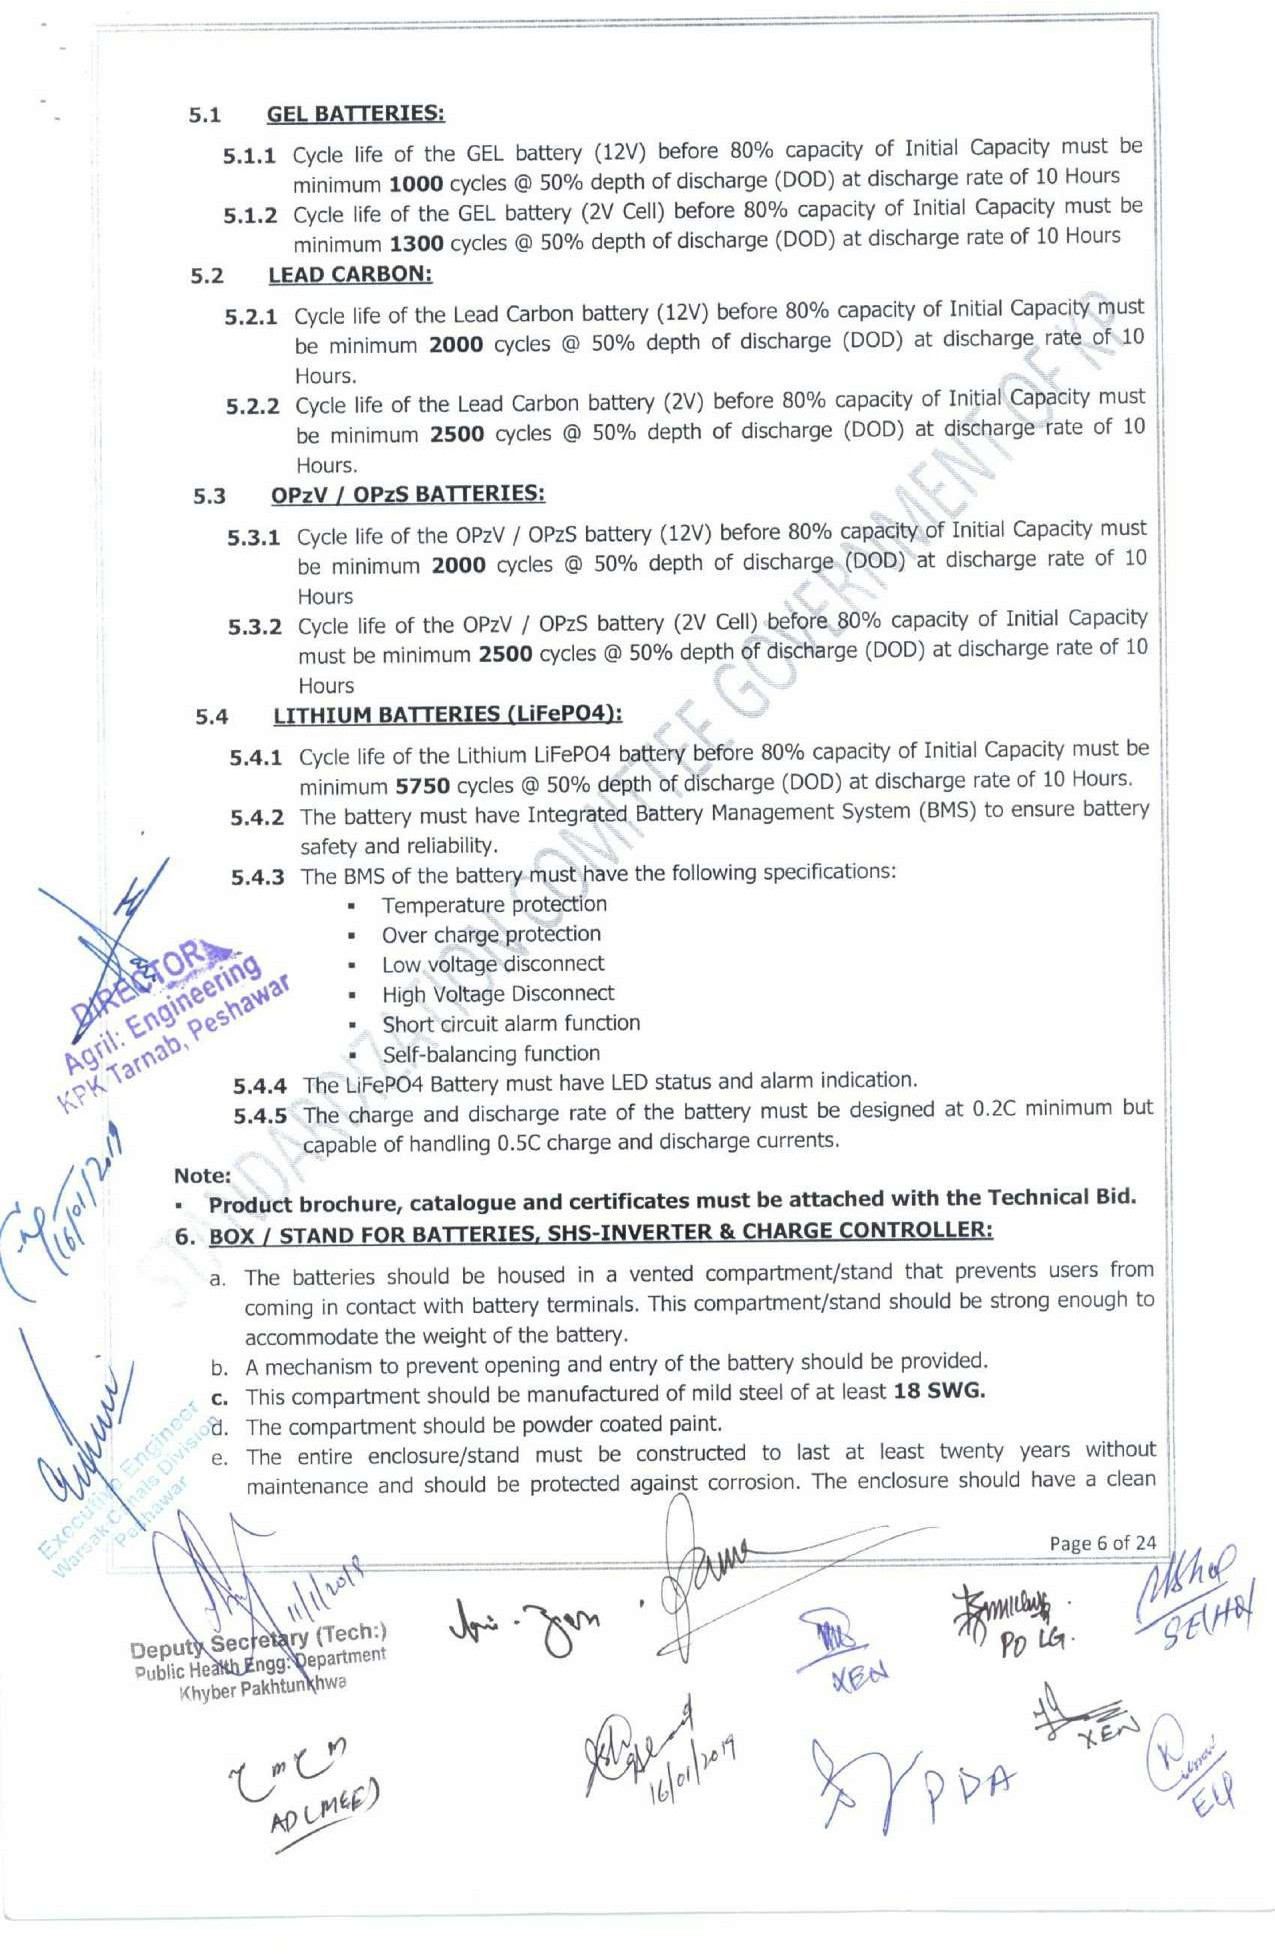 5.1 GEL BATTERIES:
5.1.1 Cycle life of the GEL battery (12V) before 80% capacity of Initial Capacity must be
minimum 1000 cycles @ 50% depth of discharge (DOD) at discharge rate of 10 Hours
5.1.2 Cycle life of the GEL battery (2V Cell) before 80% capacity of Initial Capacity must be
minimum 1300 cycles @ 50% depth of discharge (DOD) at discharge rate of 10 Hours
5.2 LEAD CARBON:
5.2.1 Cycle life of the Lead Carbon battery (12V) before 80% capacity of Initial Capacity must
be minimum 2000 cycles @ 50% depth of discharge (DOD) at discharge rate of 10
Hours.
5.2.2 Cycle life of the Lead Carbon battery (2V) before 80% capacity of Initial Capacity must
be minimum 2500 cycles @ 50% depth of discharge (DOD) at discharge rate of 10
Hours.
5.3 OPzV / OPzS BATTERIES:
5.3.1 Cycle life of the OPzV / OPzS battery (12V) before 80% capacity of Initial Capacity must
be minimum 2000 cycles @ 50% depth of discharge (DOD) at discharge rate of 10
Hours
5.3.2 Cycle life of the OPzV / OPzS battery (2V Cell) before 80% capacity of Initial Capacity
must be minimum 2500 cycles @ 50% depth of discharge (DOD) at discharge rate of 10
Hours
5.4 LITHIUM BATTERIES (LiFePO4):
5.4.1 Cycle life of the Lithium LiFePO4 battery before 80% capacity of Initial Capacity must be
minimum 5750 cycles @ 50% depth of discharge (DOD) at discharge rate of 10 Hours.
5.4.2 The battery must have Integrated Battery Management System (BMS) to ensure battery
safety and reliability.
5.4.3 The BMS of the battery must have the following specifications:
▪ Temperature protection
▪ Over charge protection
▪ Low voltage disconnect
▪ High Voltage Disconnect
▪ Short circuit alarm function
▪ Self-balancing function
5.4.4 The LiFePO4 Battery must have LED status and alarm indication.
5.4.5 The charge and discharge rate of the battery must be designed at 0.2C minimum but
capable of handling 0.5C charge and discharge currents.
Note:
▪ Product brochure, catalogue and certificates must be attached with the Technical Bid.
6. BOX / STAND FOR BATTERIES, SHS-INVERTER & CHARGE CONTROLLER:
a. The batteries should be housed in a vented compartment/stand that prevents users from
coming in contact with battery terminals. This compartment/stand should be strong enough to
accommodate the weight of the battery.
b. A mechanism to prevent opening and entry of the battery should be provided.
c. This compartment should be manufactured of mild steel of at least 18 SWG.
d. The compartment should be powder coated paint.
e. The entire enclosure/stand must be constructed to last at least twenty years without
maintenance and should be protected against corrosion. The enclosure should have a clean
Page 6 of 24
STANDARDIZATION COMMITTEE GOVERNMENT OF KP
DIRECTOR
Agril: Engineering
KPK Tarnab, Peshawar
16/01/2019
Executive Engineer
Warsak Canals Division
Peshawar
11/1/2018
Deputy Secretary (Tech:)
Public Health Engg: Department
Khyber Pakhtunkhwa
XEN
PO LG.
SE(HQ)
XEN
AD (MEE)
16/01/2019
PDA